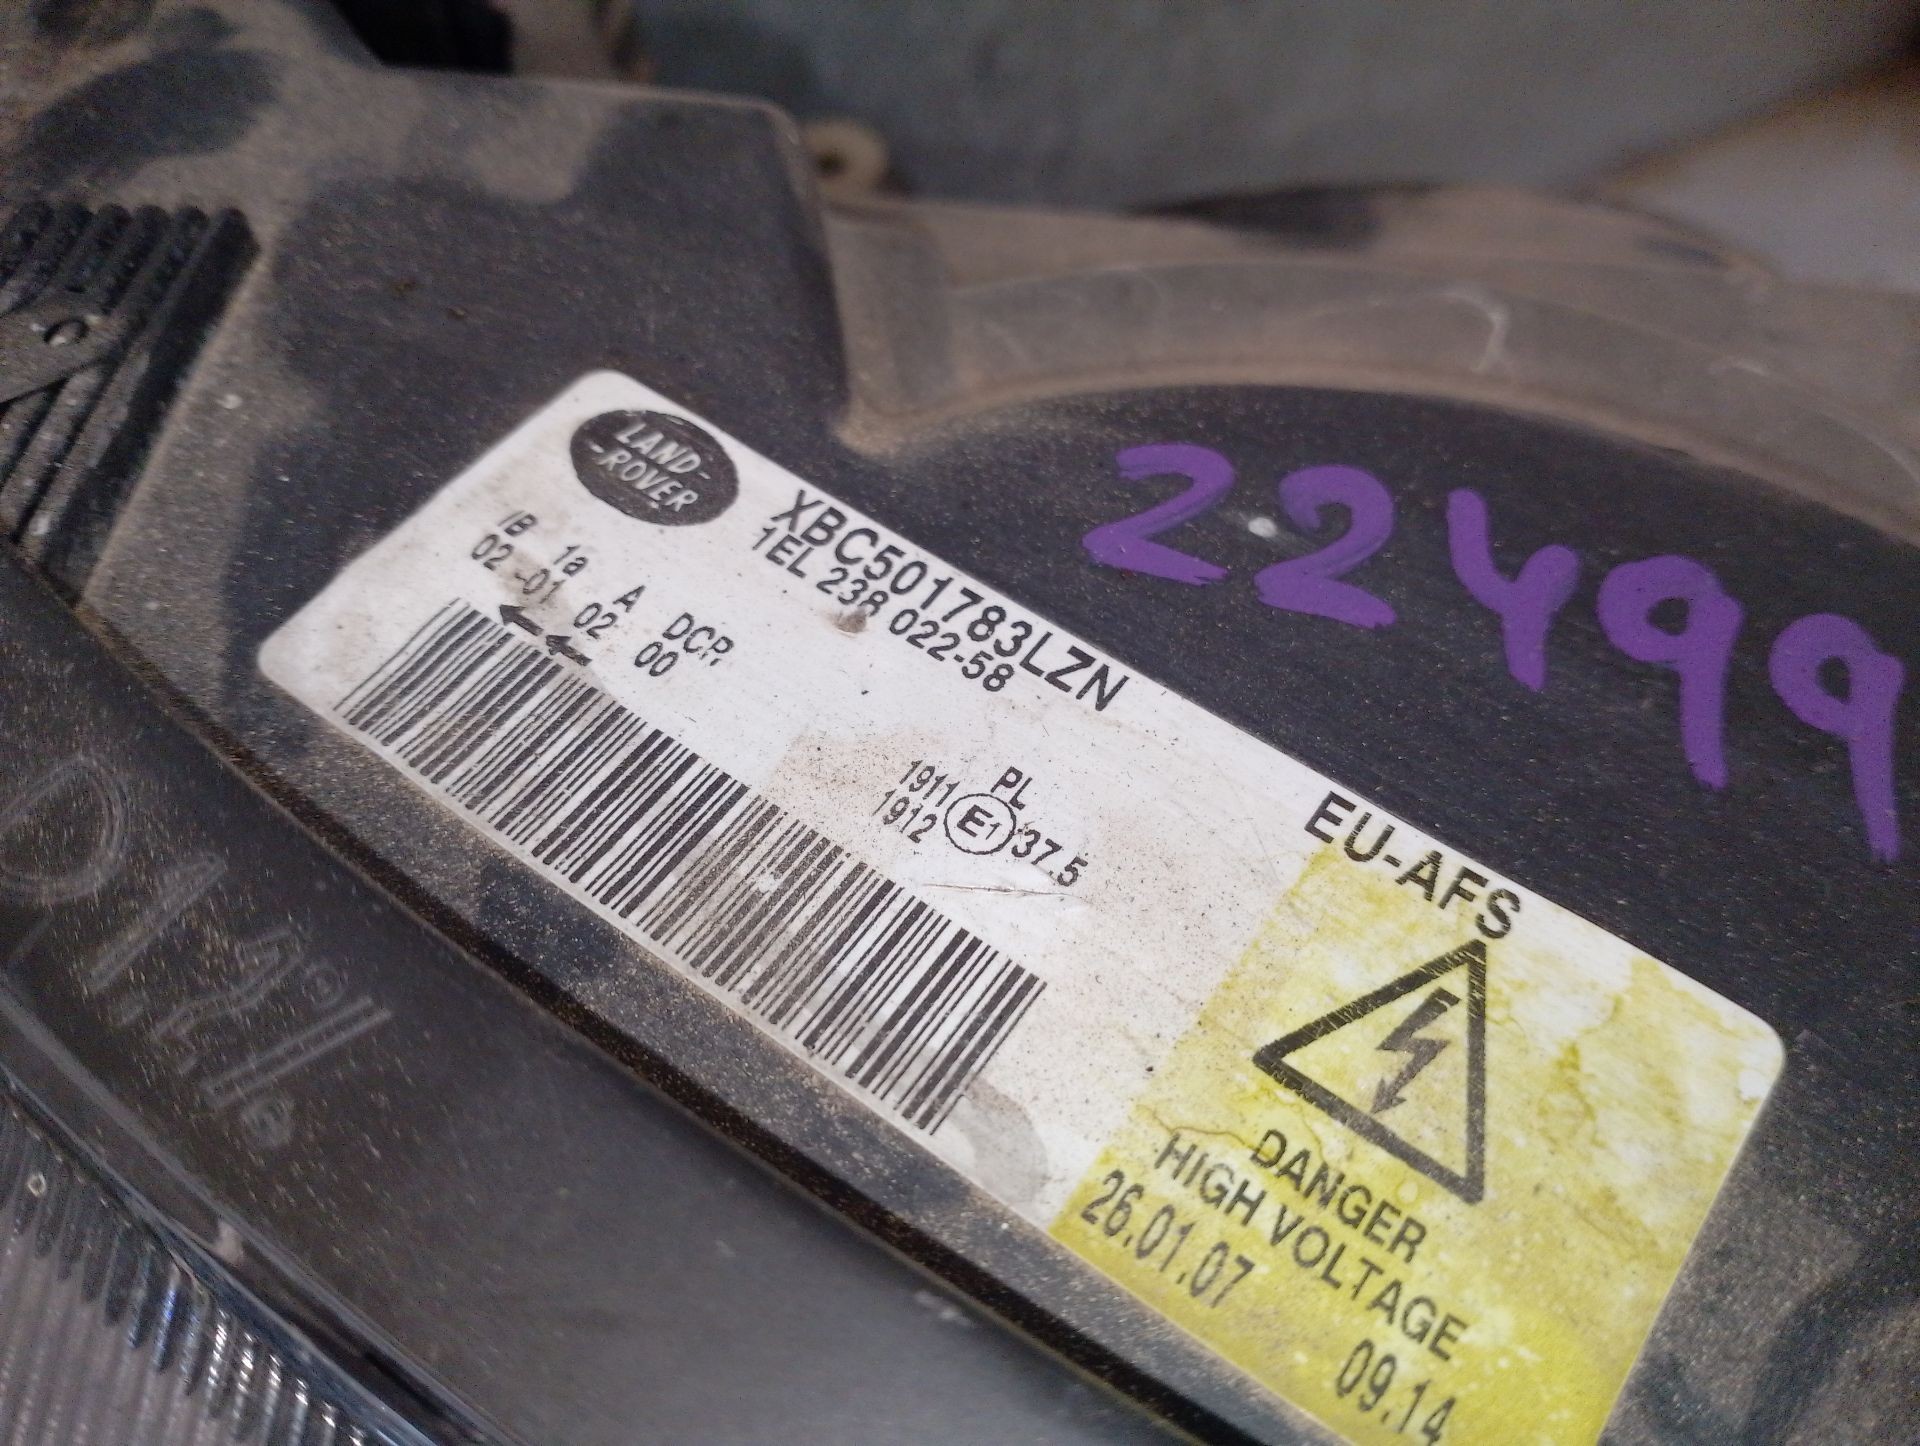 LAND-
-ROVER
XBC501783LZN
1EL 238 022-58
IB 1a A DCR
02 -01 02 00
PL
1911 E1 37.5
1912
EU-AFS
DANGER
HIGH VOLTAGE
26.01.07 09.14
22499